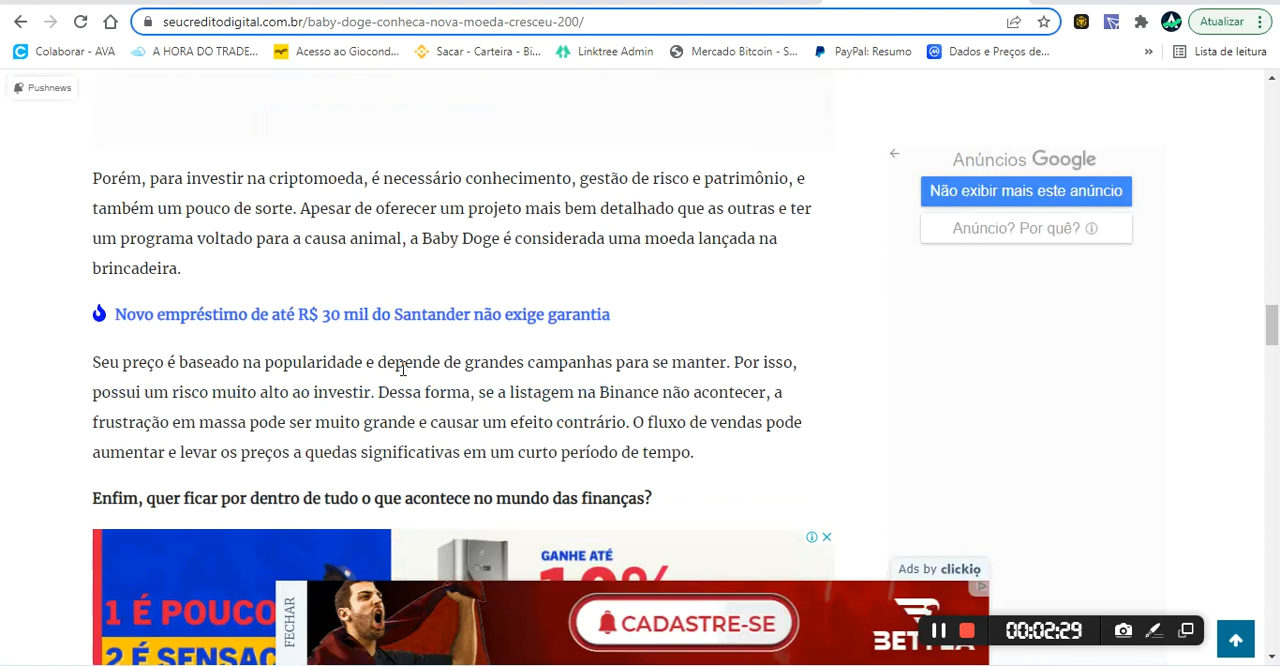 seucreditodigital.com.br/baby-doge-conheca-nova-moeda-cresceu-200/
Atualizar
Colaborar - AVA
A HORA DO TRADE...
Acesso ao Giocond...
Sacar - Carteira - Bi...
Linktree Admin
Mercado Bitcoin - S...
PayPal: Resumo
Dados e Preços de...
»
Lista de leitura
Pushnews
Porém, para investir na criptomoeda, é necessário conhecimento, gestão de risco e patrimônio, e
também um pouco de sorte. Apesar de oferecer um projeto mais bem detalhado que as outras e ter
um programa voltado para a causa animal, a Baby Doge é considerada uma moeda lançada na
brincadeira.
Novo empréstimo de até R$ 30 mil do Santander não exige garantia
Seu preço é baseado na popularidade e depende de grandes campanhas para se manter. Por isso,
possui um risco muito alto ao investir. Dessa forma, se a listagem na Binance não acontecer, a
frustração em massa pode ser muito grande e causar um efeito contrário. O fluxo de vendas pode
aumentar e levar os preços a quedas significativas em um curto período de tempo.
Enfim, quer ficar por dentro de tudo o que acontece no mundo das finanças?
Anúncios Google
Não exibir mais este anúncio
Anúncio? Por quê?
Ads by clickio
1 É POUCO
2 É SENSAC
GANHE ATÉ
FECHAR
CADASTRE-SE
00:02:29